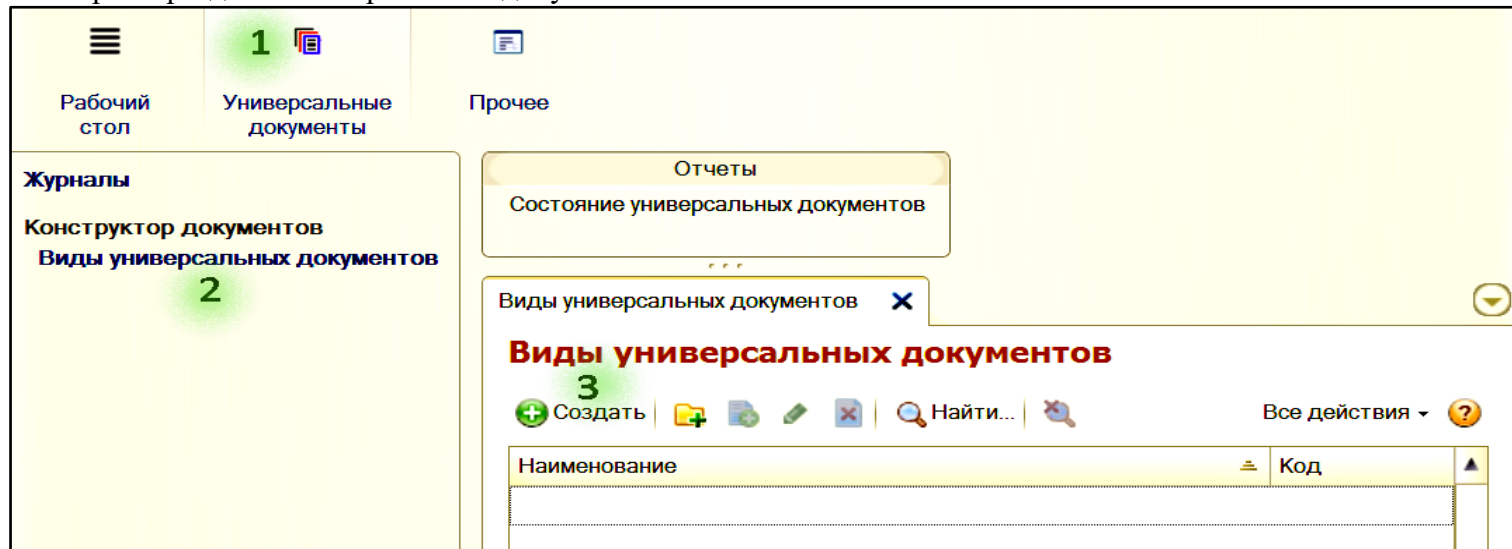 1
Рабочий
стол
Универсальные
документы
Прочее
Журналы
Конструктор документов
Виды универсальных документов
2
Отчеты
Состояние универсальных документов
Виды универсальных документов
Виды универсальных документов
3
Создать
Найти...
Все действия
?
Наименование
Код